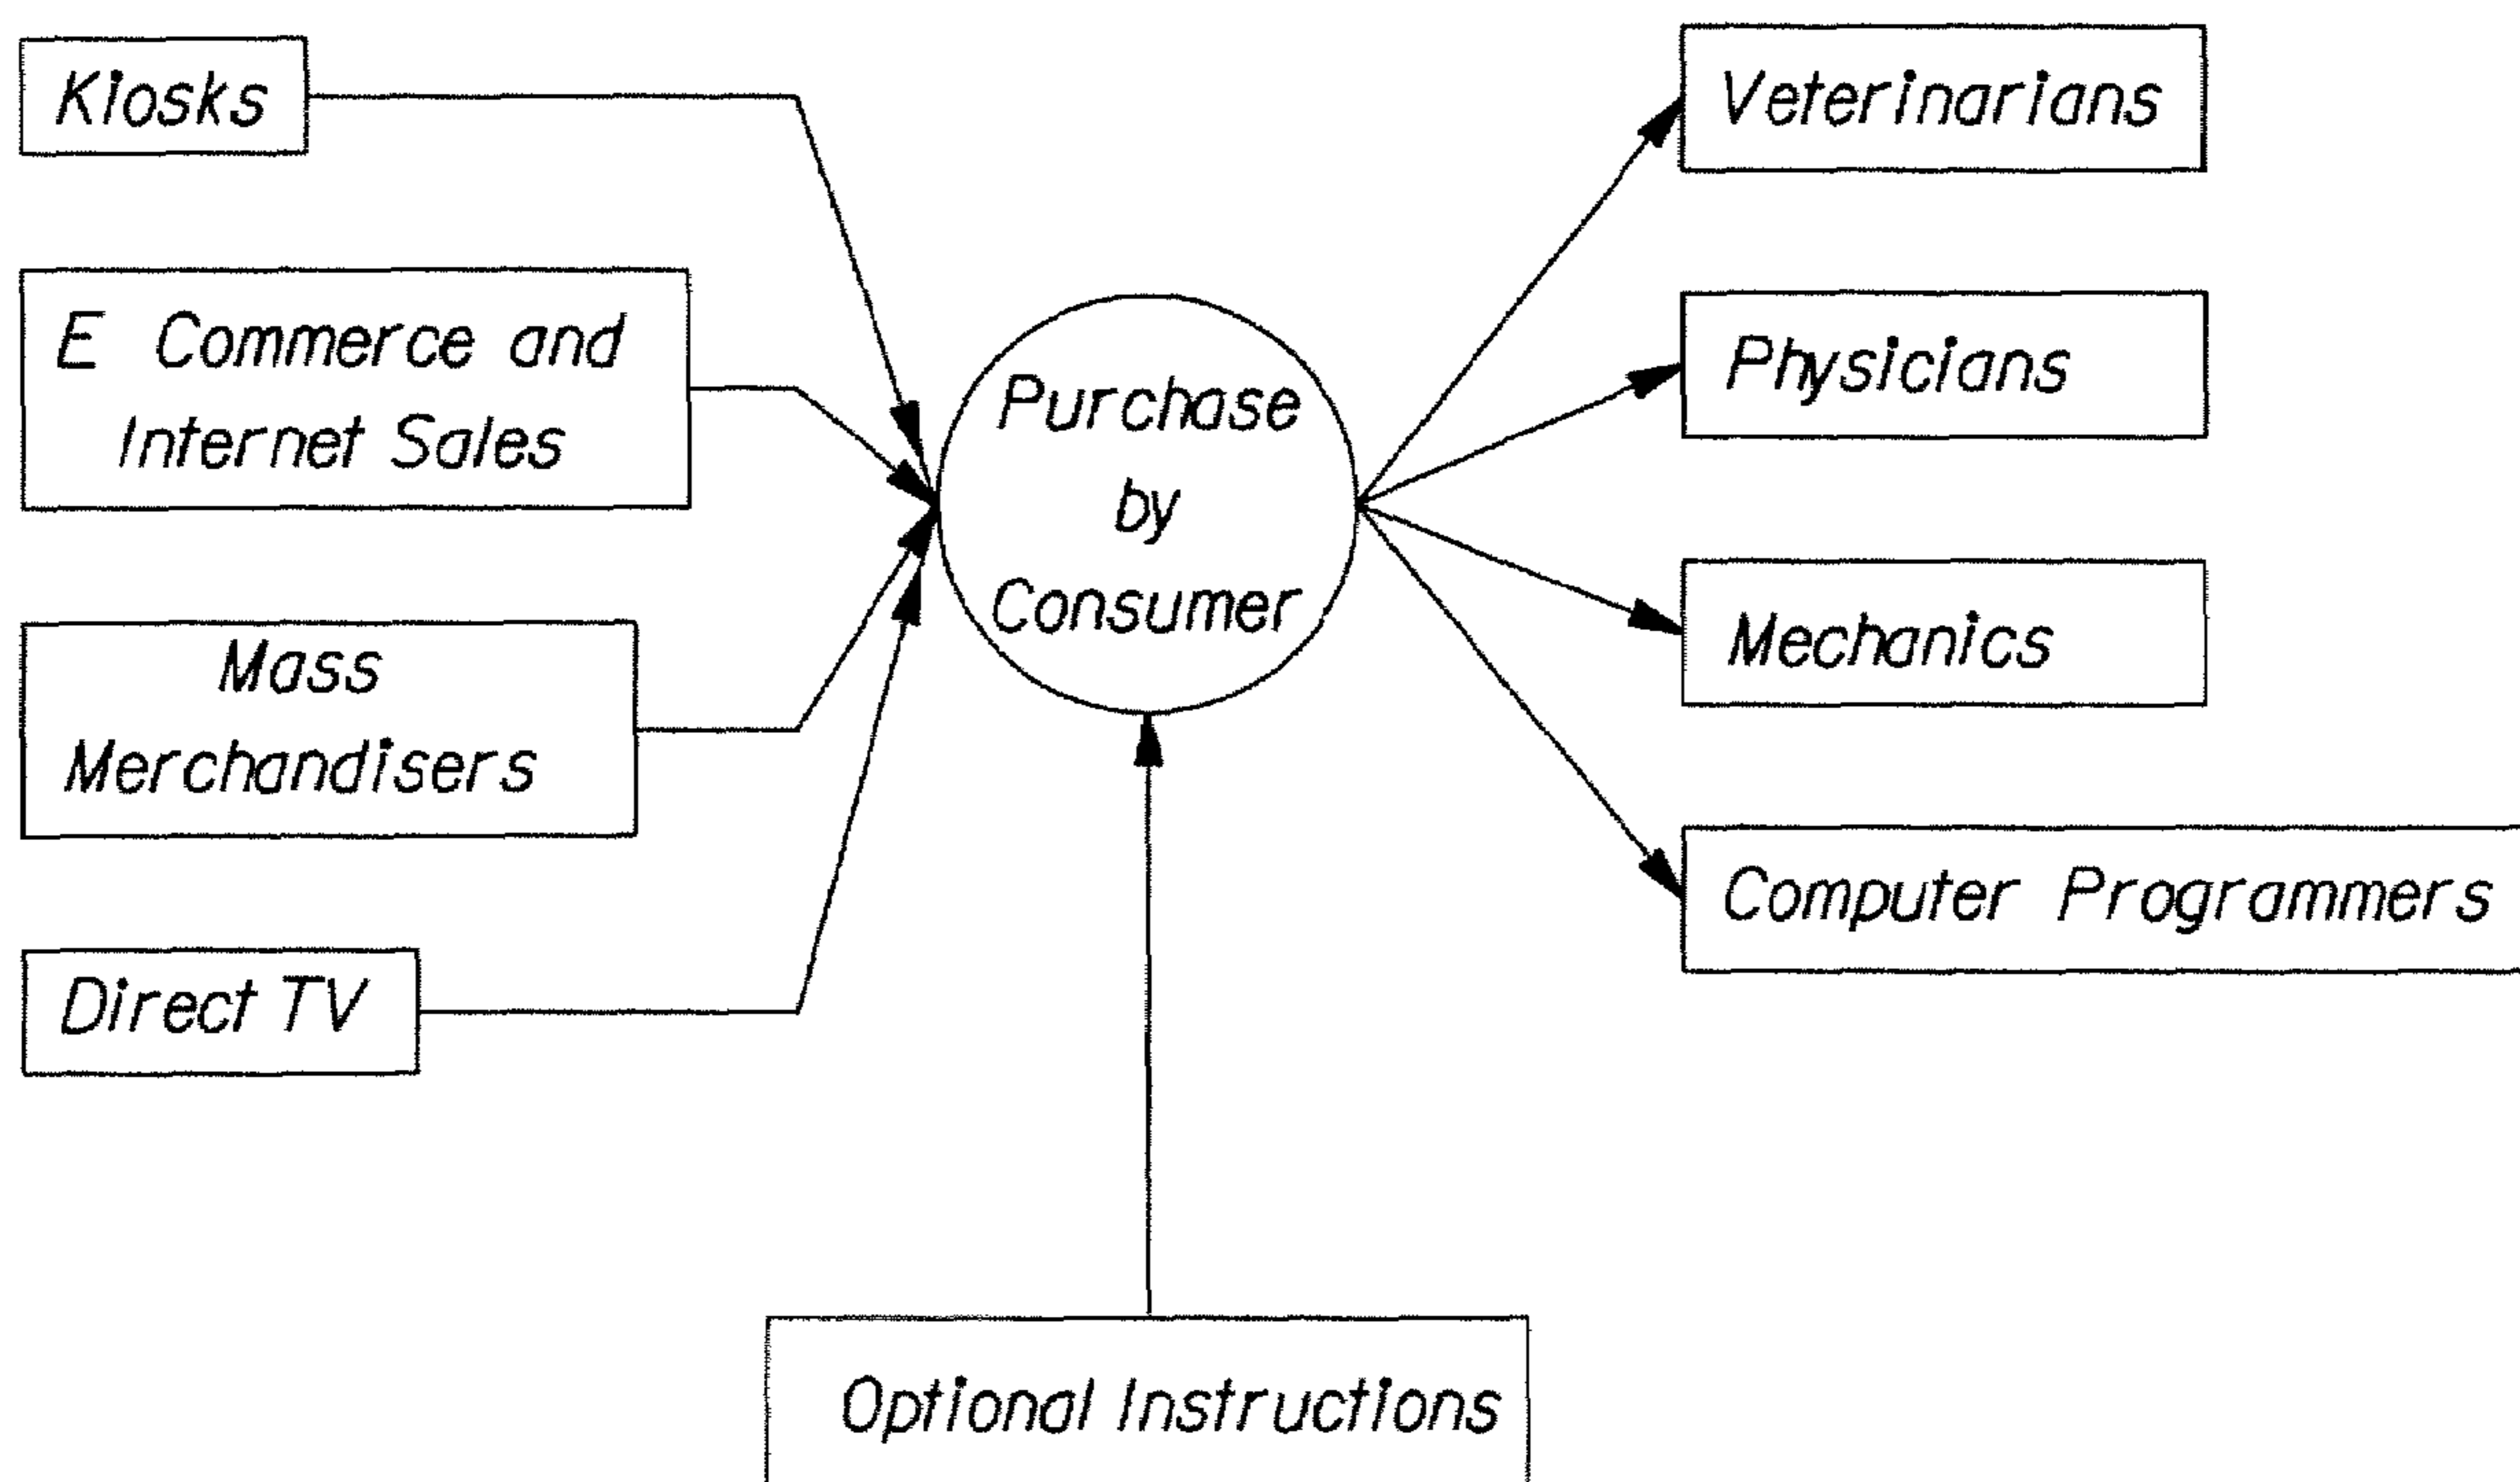 Kiosks
E Commerce and
Internet Sales
Mass
Merchandisers
Direct TV
Purchase
by
Consumer
Veterinarians
Physicians
Mechanics
Computer Programmers
Optional Instructions